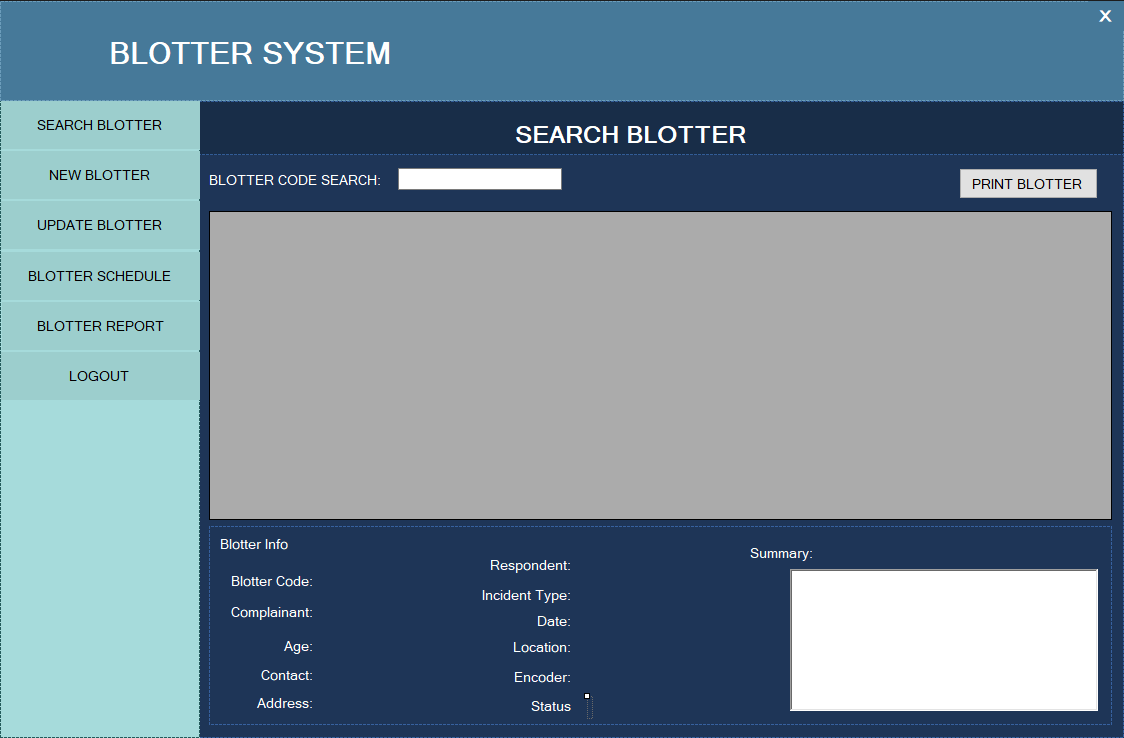 X
BLOTTER SYSTEM
SEARCH BLOTTER
NEW BLOTTER
UPDATE BLOTTER
BLOTTER SCHEDULE
BLOTTER REPORT
LOGOUT
SEARCH BLOTTER
BLOTTER CODE SEARCH:
PRINT BLOTTER
Blotter Info
Blotter Code:
Complainant:
Age:
Contact:
Address:
Respondent:
Incident Type:
Date:
Location:
Encoder:
Status
Summary: